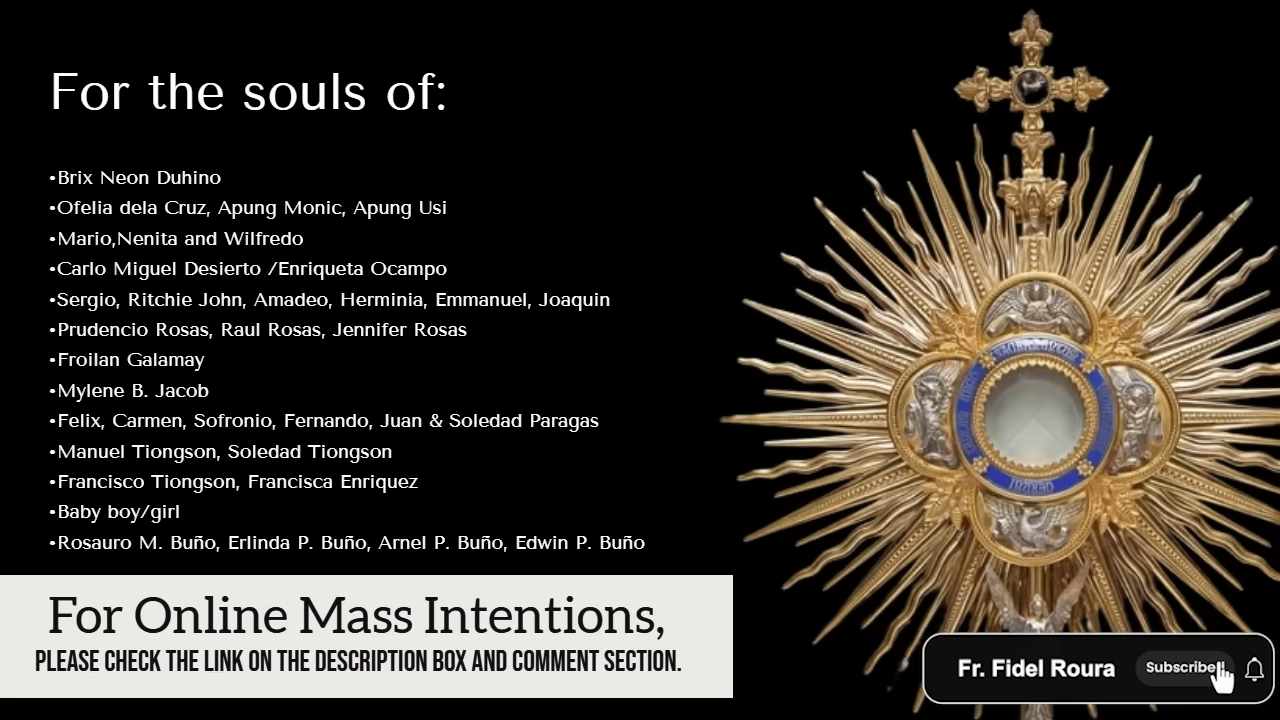 For the souls of:
•Brix Neon Duhino
•Ofelia dela Cruz, Apung Monic, Apung Usi
•Mario,Nenita and Wilfredo
•Carlo Miguel Desierto /Enriqueta Ocampo
•Sergio, Ritchie John, Amadeo, Herminia, Emmanuel, Joaquin
•Prudencio Rosas, Raul Rosas, Jennifer Rosas
•Froilan Galamay
•Mylene B. Jacob
•Felix, Carmen, Sofronio, Fernando, Juan & Soledad Paragas
•Manuel Tiongson, Soledad Tiongson
•Francisco Tiongson, Francisca Enriquez
•Baby boy/girl
•Rosauro M. Buño, Erlinda P. Buño, Arnel P. Buño, Edwin P. Buño
For Online Mass Intentions,
PLEASE CHECK THE LINK ON THE DESCRIPTION BOX AND COMMENT SECTION.
Fr. Fidel Roura
Subscribe